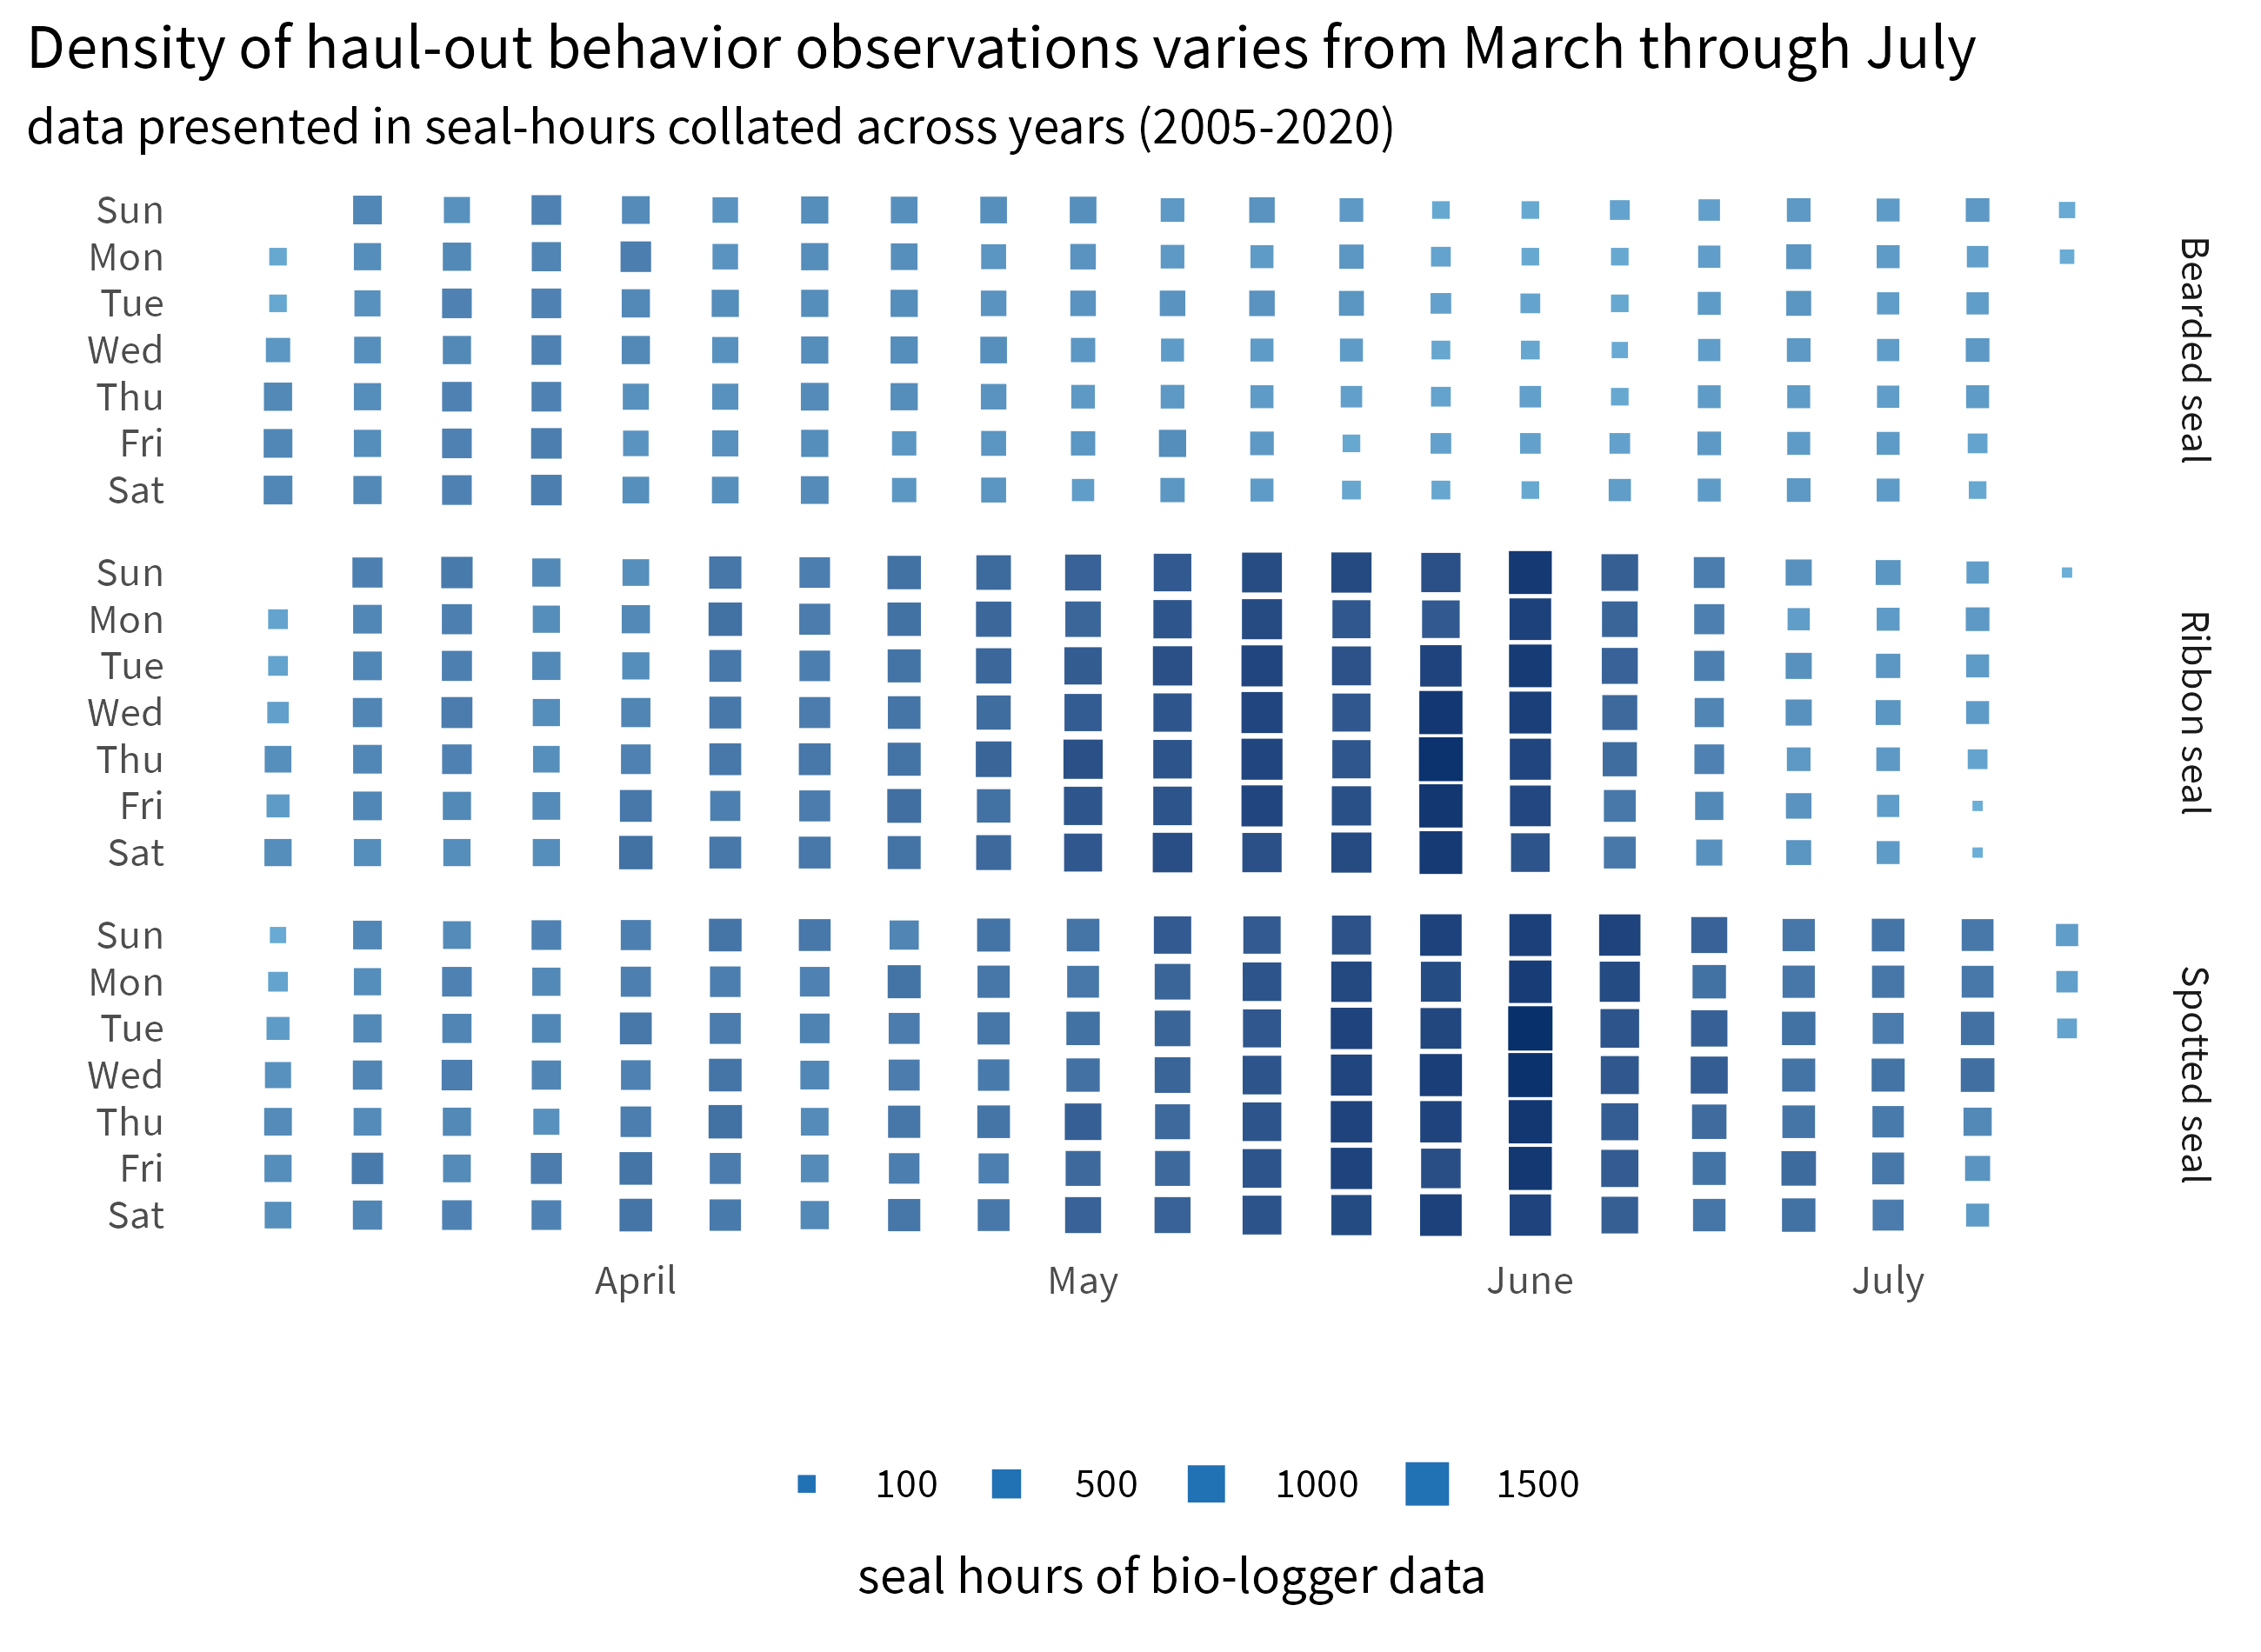 Density of haul-out behavior observations varies from March through July
data presented in seal-hours collated across years (2005-2020)
Sun
Mon
Tue
Wed
Thu
Fri
Sat
Bearded seal
Sun
Mon
Tue
Wed
Thu
Fri
Sat
Ribbon seal
Sun
Mon
Tue
Wed
Thu
Fri
Sat
Spotted seal
April May June July
100 500 1000 1500
seal hours of bio-logger data